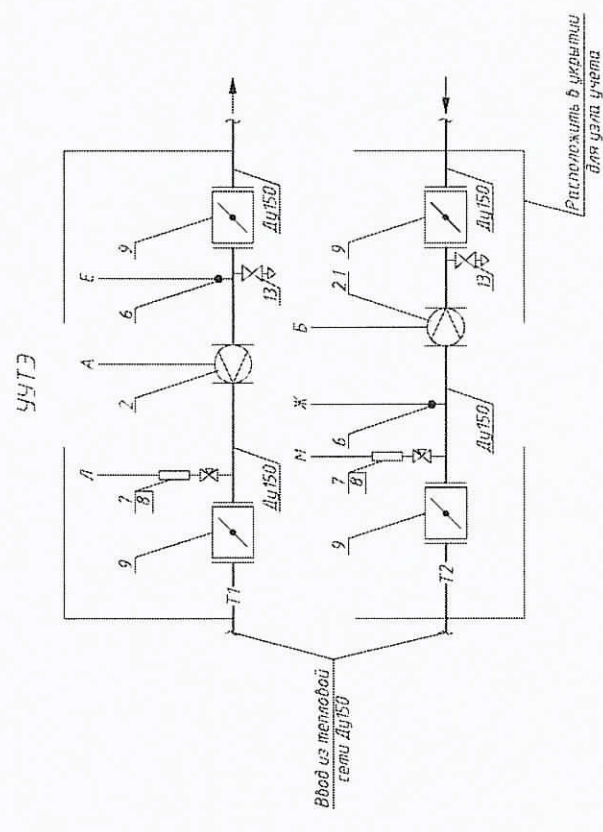 УУТЭ
Л
А
Е
7
8
2
6
9
9
13
Ду150
Ду150
Т1
М
Ж
Б
7
8
6
2.1
9
9
13
Ду150
Ду150
Т2
Ввод из тепловой
сети Ду150
Расположить в укрытии
для узла учета